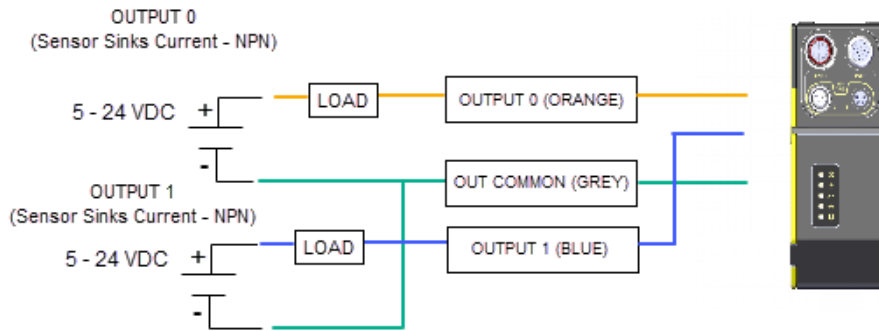 OUTPUT 0
(Sensor Sinks Current - NPN)
5 - 24 VDC
+
-
LOAD
OUTPUT 0 (ORANGE)
OUT COMMON (GREY)
OUTPUT 1
(Sensor Sinks Current - NPN)
5 - 24 VDC
+
-
LOAD
OUTPUT 1 (BLUE)